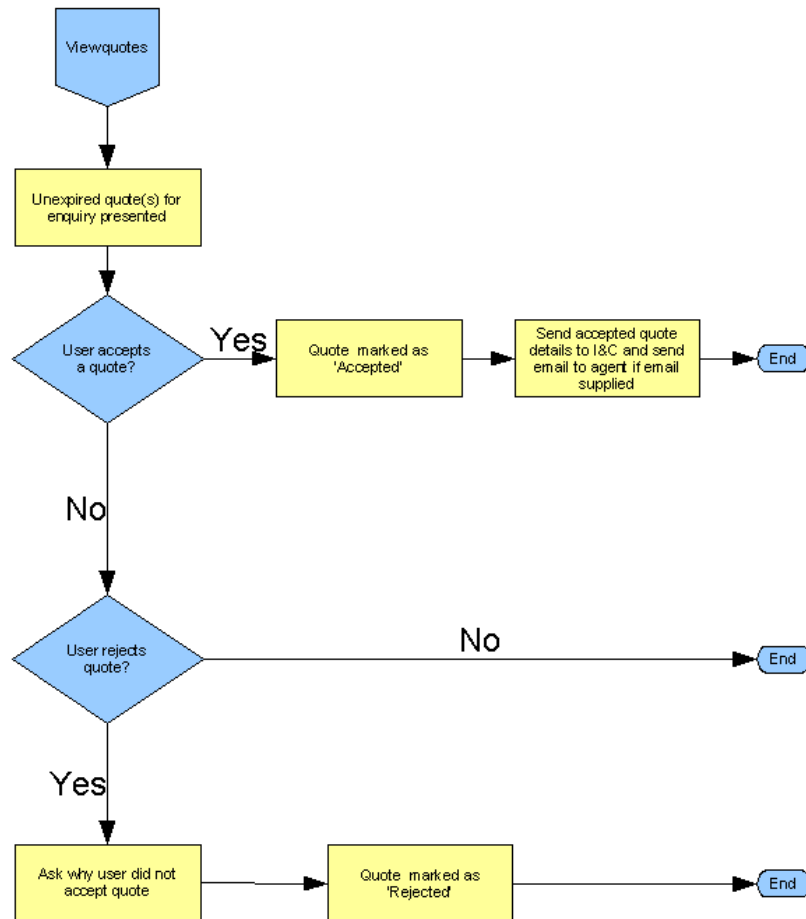 Viewquotes
Unexpired quote(s) for
enquiry presented
User accepts
a quote?
Yes
Quote marked as
'Accepted'
Send accepted quote
details to I&C and send
email to agent if email
supplied
End
No
User rejects
quote?
No
End
Yes
Ask why user did not
accept quote
Quote marked as
'Rejected'
End